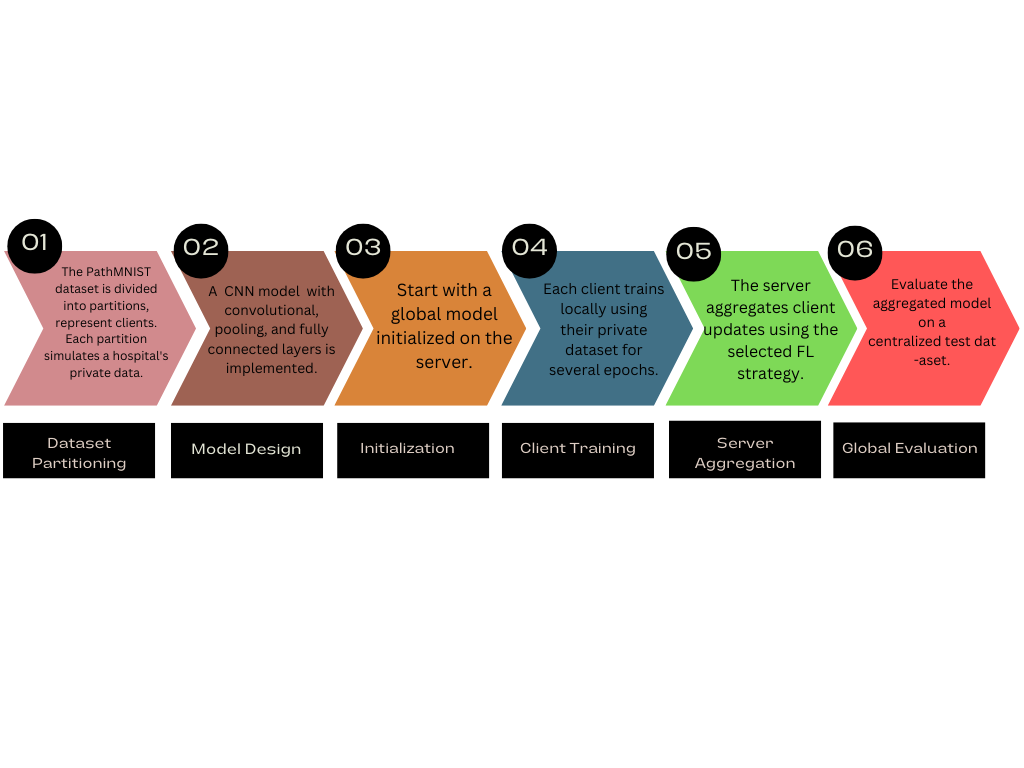 01
The PathMNIST
dataset is divided
into partitions,
represent clients.
Each partition
simulates a hospital's
private data.
Dataset
Partitioning
02
A CNN model with
convolutional,
pooling, and fully
connected layers is
implemented.
Model Design
03
Start with a
global model
initialized on the
server.
Initialization
04
Each client trains
locally using
their private
dataset for
several epochs.
Client Training
05
The server
aggregates client
updates using the
selected FL
strategy.
Server
Aggregation
06
Evaluate the
aggregated model
on a
centralized test dat
-aset.
Global Evaluation